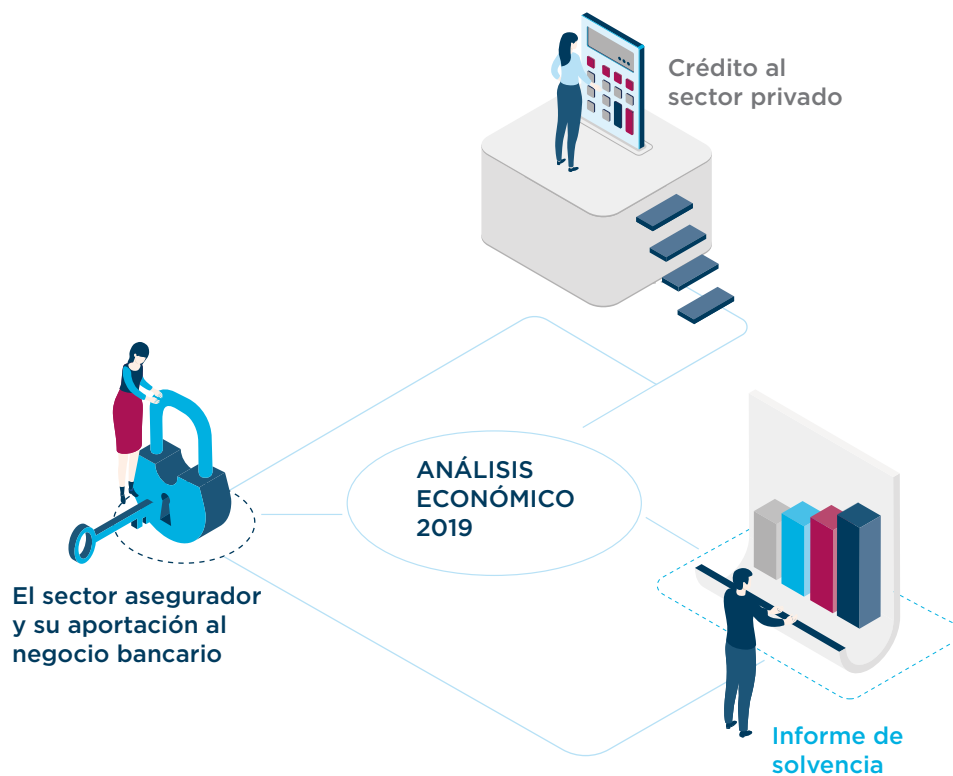 Crédito al
sector privado
ANÁLISIS
ECONÓMICO
2019
El sector asegurador
y su aportación al
negocio bancario
Informe de
solvencia